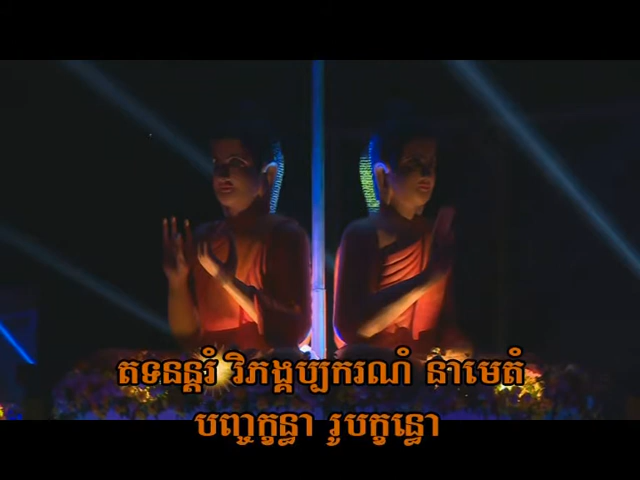 តទនន្តរំ វិភង្គប្បករណំ នាមេតំ
បញ្ចក្ខន្ធា រូបក្ខន្ធោ